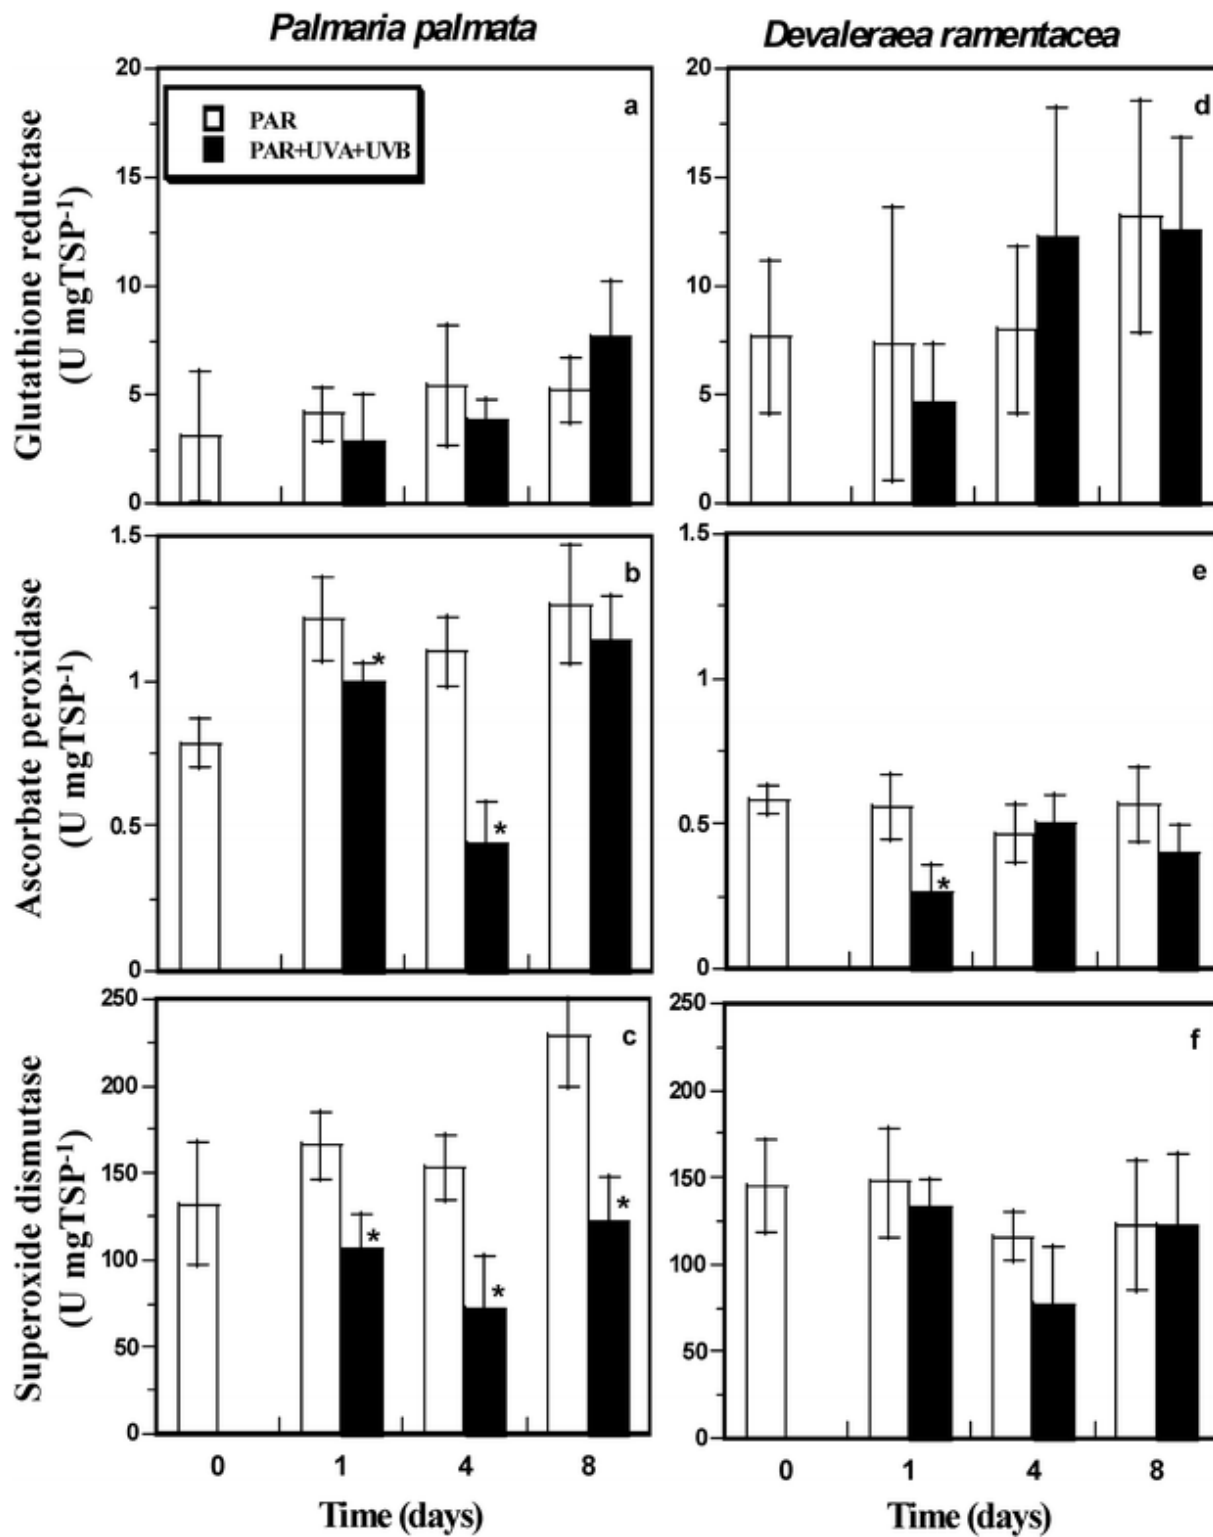 Palmaria palmata
Devaleraea ramentacea
Glutathione reductase
(U mgTSP-1)
20
15
10
5
0
PAR
PAR+UVA+UVB
a
20
15
10
5
0
d
Ascorbate peroxidase
(U mgTSP-1)
1.5
1
0.5
0
b
*
*
1.5
1
0.5
0
e
*
Superoxide dismutase
(U mgTSP-1)
250
200
150
100
50
0
c
*
*
*
250
200
150
100
50
0
f
0 1 4 8
Time (days)
0 1 4 8
Time (days)